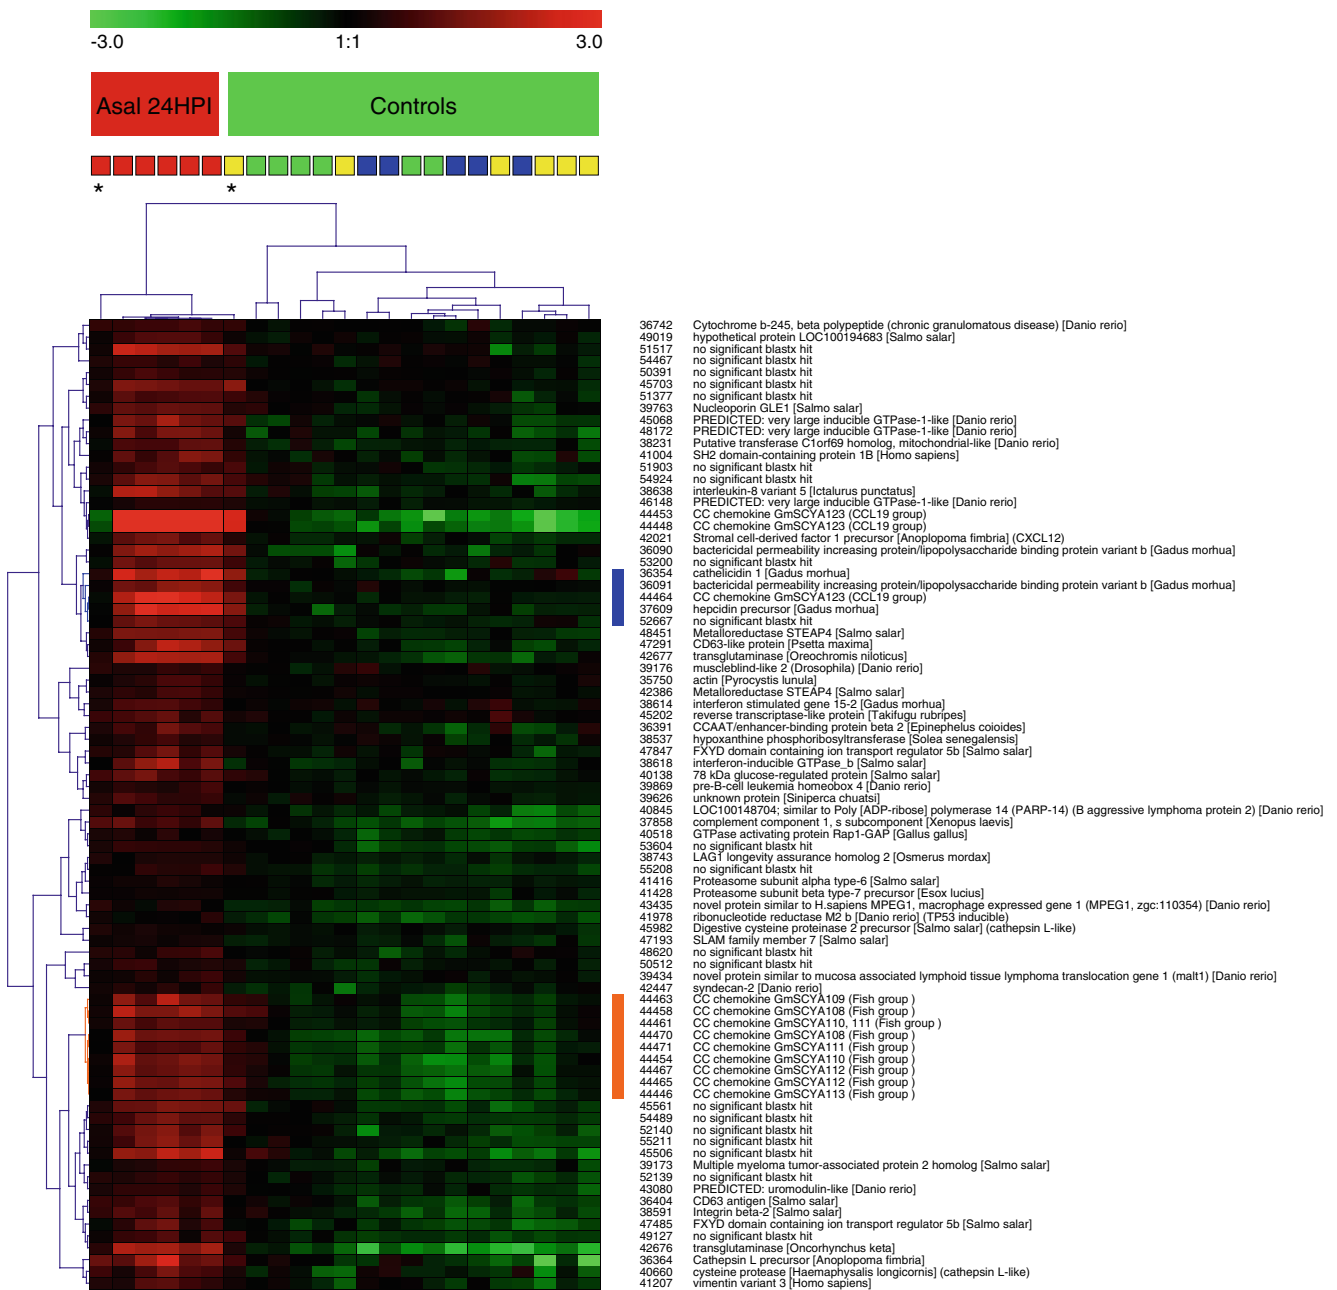 -3.0 1:1 3.0
Asal 24HPI Controls
* *
36742 Cytochrome b-245, beta polypeptide (chronic granulomatous disease) [Danio rerio]
49019 hypothetical protein LOC100194683 [Salmo salar]
51517 no significant blastx hit
54467 no significant blastx hit
50391 no significant blastx hit
45703 no significant blastx hit
51377 no significant blastx hit
39763 Nucleoporin GLE1 [Salmo salar]
45068 PREDICTED: very large inducible GTPase-1-like [Danio rerio]
48172 PREDICTED: very large inducible GTPase-1-like [Danio rerio]
38231 Putative transferase C1orf69 homolog, mitochondrial-like [Danio rerio]
41004 SH2 domain-containing protein 1B [Homo sapiens]
51903 no significant blastx hit
54924 no significant blastx hit
38638 interleukin-8 variant 5 [Ictalurus punctatus]
46148 PREDICTED: very large inducible GTPase-1-like [Danio rerio]
44453 CC chemokine GmSCYA123 (CCL19 group)
44448 CC chemokine GmSCYA123 (CCL19 group)
42021 Stromal cell-derived factor 1 precursor [Anoplopoma fimbria] (CXCL12)
36090 bactericidal permeability increasing protein/lipopolysaccharide binding protein variant b [Gadus morhua]
53200 no significant blastx hit
36354 cathelicidin 1 [Gadus morhua]
36091 bactericidal permeability increasing protein/lipopolysaccharide binding protein variant b [Gadus morhua]
44464 CC chemokine GmSCYA123 (CCL19 group)
37609 hepcidin precursor [Gadus morhua]
52667 no significant blastx hit
48451 Metalloreductase STEAP4 [Salmo salar]
47291 CD63-like protein [Psetta maxima]
42677 transglutaminase [Oreochromis niloticus]
39176 muscleblind-like 2 (Drosophila) [Danio rerio]
35750 actin [Pyrocystis lunula]
42386 Metalloreductase STEAP4 [Salmo salar]
38614 interferon stimulated gene 15-2 [Gadus morhua]
45202 reverse transcriptase-like protein [Takifugu rubripes]
36391 CCAAT/enhancer-binding protein beta 2 [Epinephelus coioides]
38537 hypoxanthine phosphoribosyltransferase [Solea senegalensis]
47847 FXYD domain containing ion transport regulator 5b [Salmo salar]
38618 interferon-inducible GTPase_b [Salmo salar]
40138 78 kDa glucose-regulated protein [Salmo salar]
39869 pre-B-cell leukemia homeobox 4 [Danio rerio]
39626 unknown protein [Siniperca chuatsi]
40845 LOC100148704; similar to Poly [ADP-ribose] polymerase 14 (PARP-14) (B aggressive lymphoma protein 2) [Danio rerio]
37858 complement component 1, s subcomponent [Xenopus laevis]
40518 GTPase activating protein Rap1-GAP [Gallus gallus]
53604 no significant blastx hit
38743 LAG1 longevity assurance homolog 2 [Osmerus mordax]
55208 no significant blastx hit
41416 Proteasome subunit alpha type-6 [Salmo salar]
41428 Proteasome subunit beta type-7 precursor [Esox lucius]
43435 novel protein similar to H.sapiens MPEG1, macrophage expressed gene 1 (MPEG1, zgc:110354) [Danio rerio]
41978 ribonucleotide reductase M2 b [Danio rerio] (TP53 inducible)
45982 Digestive cysteine proteinase 2 precursor [Salmo salar] (cathepsin L-like)
47193 SLAM family member 7 [Salmo salar]
48620 no significant blastx hit
50512 no significant blastx hit
39434 novel protein similar to mucosa associated lymphoid tissue lymphoma translocation gene 1 (malt1) [Danio rerio]
42447 syndecan-2 [Danio rerio]
44463 CC chemokine GmSCYA109 (Fish group )
44458 CC chemokine GmSCYA108 (Fish group )
44461 CC chemokine GmSCYA110, 111 (Fish group )
44470 CC chemokine GmSCYA108 (Fish group )
44471 CC chemokine GmSCYA111 (Fish group )
44454 CC chemokine GmSCYA110 (Fish group )
44467 CC chemokine GmSCYA112 (Fish group )
44465 CC chemokine GmSCYA112 (Fish group )
44446 CC chemokine GmSCYA113 (Fish group )
45561 no significant blastx hit
54489 no significant blastx hit
52140 no significant blastx hit
55211 no significant blastx hit
45506 no significant blastx hit
39173 Multiple myeloma tumor-associated protein 2 homolog [Salmo salar]
52139 no significant blastx hit
43080 PREDICTED: uromodulin-like [Danio rerio]
36404 CD63 antigen [Salmo salar]
38591 Integrin beta-2 [Salmo salar]
47485 FXYD domain containing ion transport regulator 5b [Salmo salar]
49127 no significant blastx hit
42676 transglutaminase [Oncorhynchus keta]
36364 Cathepsin L precursor [Anoplopoma fimbria]
40660 cysteine protease [Haemaphysalis longicornis] (cathepsin L-like)
41207 vimentin variant 3 [Homo sapiens]